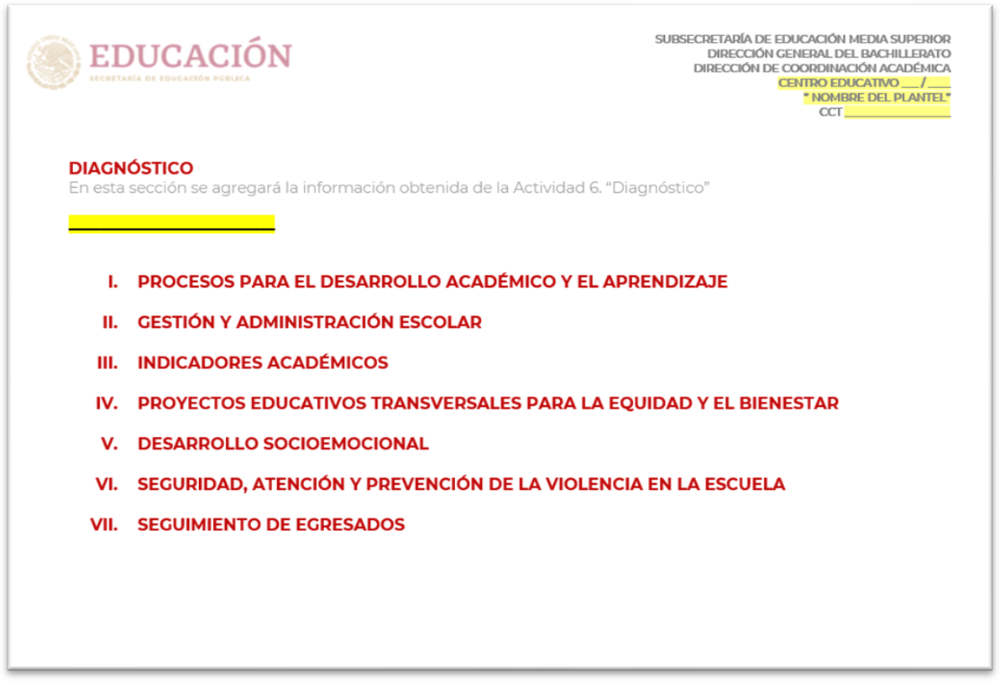 EDUCACIÓN
SECRETARÍA DE EDUCACIÓN PÚBLICA
SUBSECRETARÍA DE EDUCACIÓN MEDIA SUPERIOR
DIRECCIÓN GENERAL DEL BACHILLERATO
DIRECCIÓN DE COORDINACIÓN ACADÉMICA
CENTRO EDUCATIVO ___/____
" NOMBRE DEL PLANTEL"
CCT ____________________
DIAGNÓSTICO
En esta sección se agregará la información obtenida de la Actividad 6. “Diagnóstico”
______________________
I. PROCESOS PARA EL DESARROLLO ACADÉMICO Y EL APRENDIZAJE
II. GESTIÓN Y ADMINISTRACIÓN ESCOLAR
III. INDICADORES ACADÉMICOS
IV. PROYECTOS EDUCATIVOS TRANSVERSALES PARA LA EQUIDAD Y EL BIENESTAR
V. DESARROLLO SOCIOEMOCIONAL
VI. SEGURIDAD, ATENCIÓN Y PREVENCIÓN DE LA VIOLENCIA EN LA ESCUELA
VII. SEGUIMIENTO DE EGRESADOS